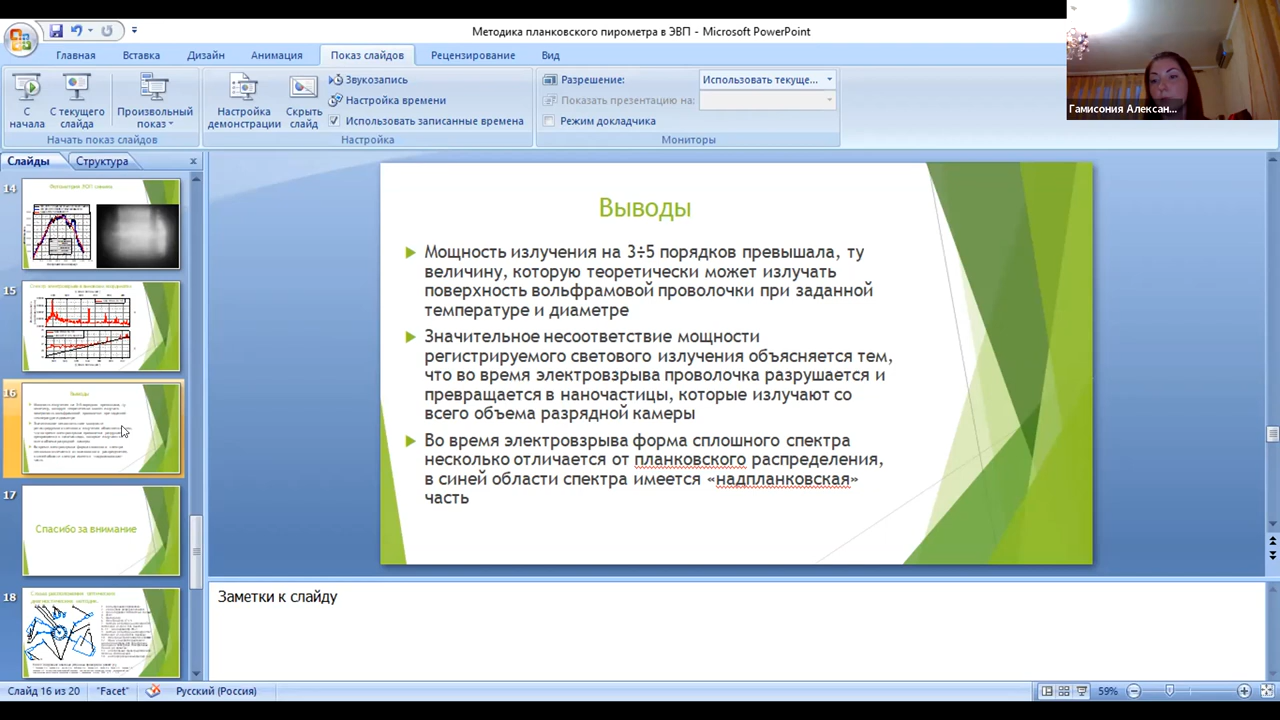 Методика планковского пирометра в ЭВП - Microsoft PowerPoint
Главная Вставка Дизайн Анимация Показ слайдов Рецензирование Вид
С начала
С текущего слайда
Произвольный показ
Начать показ слайдов
Настройка демонстрации
Скрыть слайд
Звукозапись
Настройка времени
Использовать записанные времена
Настройка
Разрешение: Использовать текуще...
Показать презентацию на:
Режим докладчика
Мониторы
Гамисония Алексан...
Слайды Структура x
14
15
16
Выводы
17
Спасибо за внимание
18
Выводы
Мощность излучения на 3÷5 порядков превышала, ту
величину, которую теоретически может излучать
поверхность вольфрамовой проволочки при заданной
температуре и диаметре
Значительное несоответствие мощности
регистрируемого светового излучения объясняется тем,
что во время электровзрыва проволочка разрушается и
превращается в наночастицы, которые излучают со
всего объема разрядной камеры
Во время электровзрыва форма сплошного спектра
несколько отличается от планковского распределения,
в синей области спектра имеется «надпланковская»
часть
Заметки к слайду
Слайд 16 из 20 "Facet" Русский (Россия) 59%